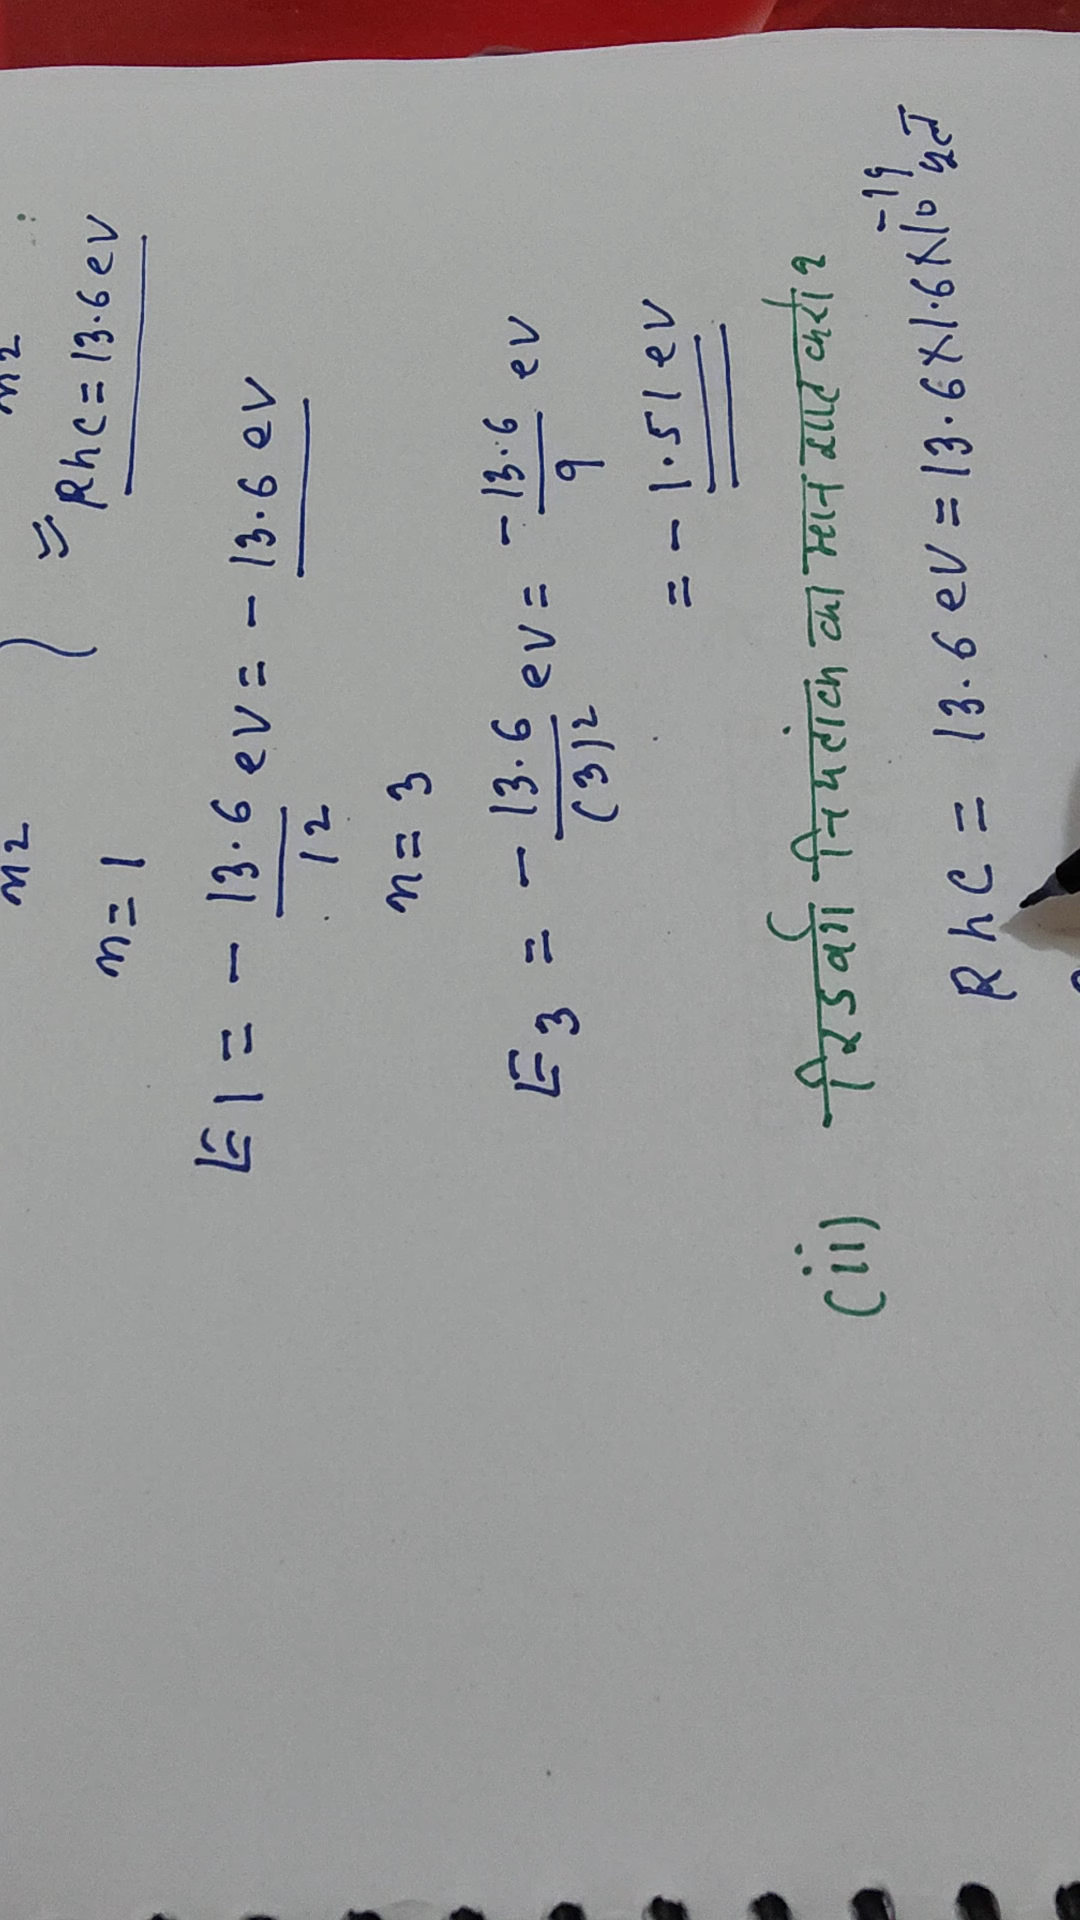 n² n²
⇒ Rhc = 13.6 ev
n = 1
E1 = - 13.6/1² ev = - 13.6 ev
n = 3
E3 = - 13.6/(3)² ev = - 13.6/9 ev
= - 1.51 ev
(ii) रिडवर्ग नियतांक का मान ज्ञात करो ?
Rhc = 13.6 ev = 13.6 X 1.6 X 10⁻¹⁹ जूल